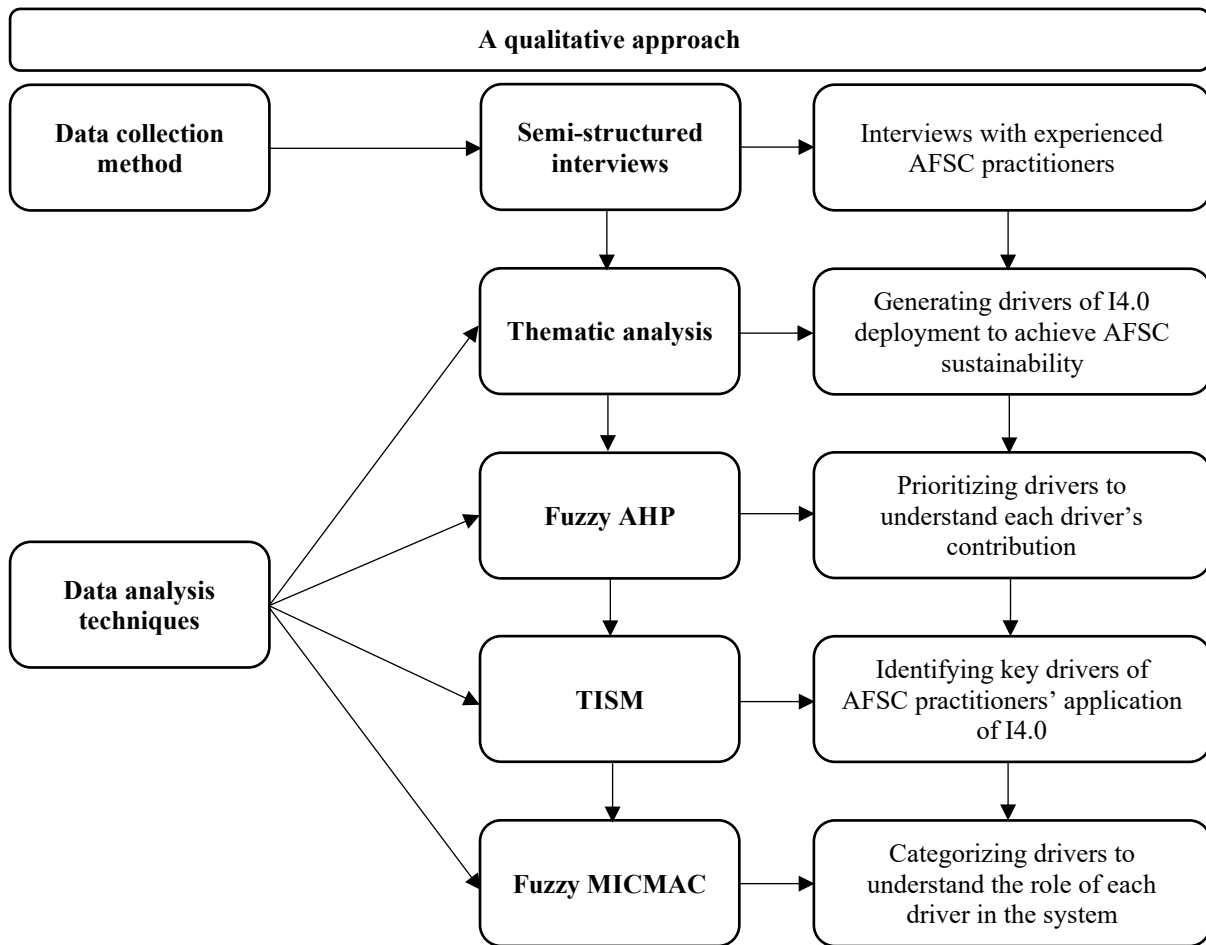 A qualitative approach
Data collection
method
Semi-structured
interviews
Interviews with experienced
AFSC practitioners
Thematic analysis
Generating drivers of I4.0
deployment to achieve AFSC
sustainability
Fuzzy AHP
Prioritizing drivers to
understand each driver’s
contribution
Data analysis
techniques
TISM
Identifying key drivers of
AFSC practitioners’ application
of I4.0
Fuzzy MICMAC
Categorizing drivers to
understand the role of each
driver in the system